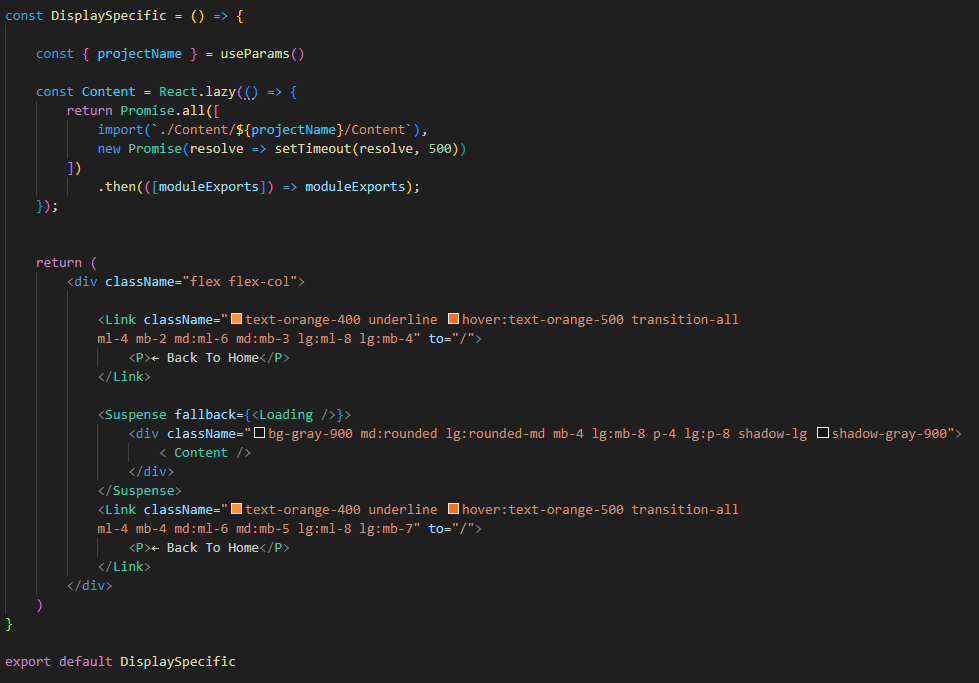 const DisplaySpecific = () => {
const { projectName } = useParams()
const Content = React.lazy(() => {
return Promise.all([
import(`./Content/${projectName}/Content`),
new Promise(resolve => setTimeout(resolve, 500))
])
.then(([moduleExports]) => moduleExports);
});
return (
<div className="flex flex-col">
<Link className="text-orange-400 underline hover:text-orange-500 transition-all
ml-4 mb-2 md:ml-6 md:mb-3 lg:ml-8 lg:mb-4" to="/">
<P>← Back To Home</P>
</Link>
<Suspense fallback={<Loading />}>
<div className="bg-gray-900 md:rounded lg:rounded-md mb-4 lg:mb-8 p-4 lg:p-8 shadow-lg shadow-gray-900">
< Content />
</div>
</Suspense>
<Link className="text-orange-400 underline hover:text-orange-500 transition-all
ml-4 mb-4 md:ml-6 md:mb-5 lg:ml-8 lg:mb-7" to="/">
<P>← Back To Home</P>
</Link>
</div>
)
}
export default DisplaySpecific